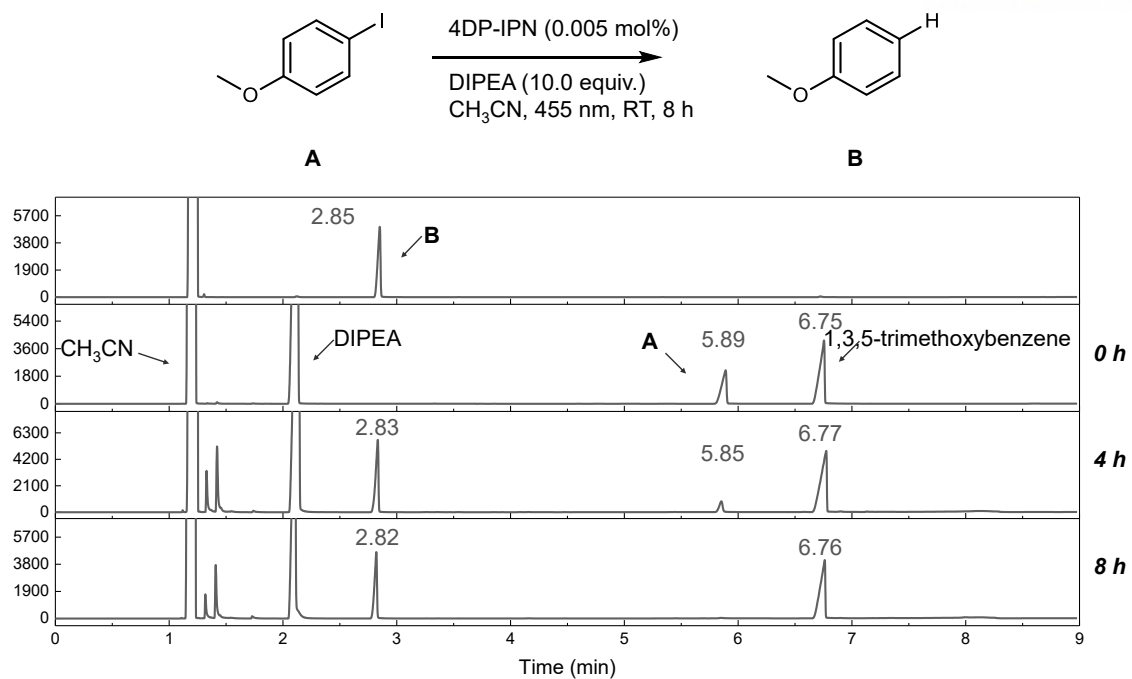 I
4DP-IPN (0.005 mol%)
H
O
DIPEA (10.0 equiv.)
O
CH₃CN, 455 nm, RT, 8 h
A
B
5700
2.85
B
3800
1900
0
5400
6.75
DIPEA
A
5.89
1,3,5-trimethoxybenzene
CH₃CN
3600
0 h
1800
0
6300
2.83
6.77
4200
5.85
4 h
2100
0
5700
2.82
6.76
3800
8 h
1900
0
0 1 2 3 4 5 6 7 8 9
Time (min)